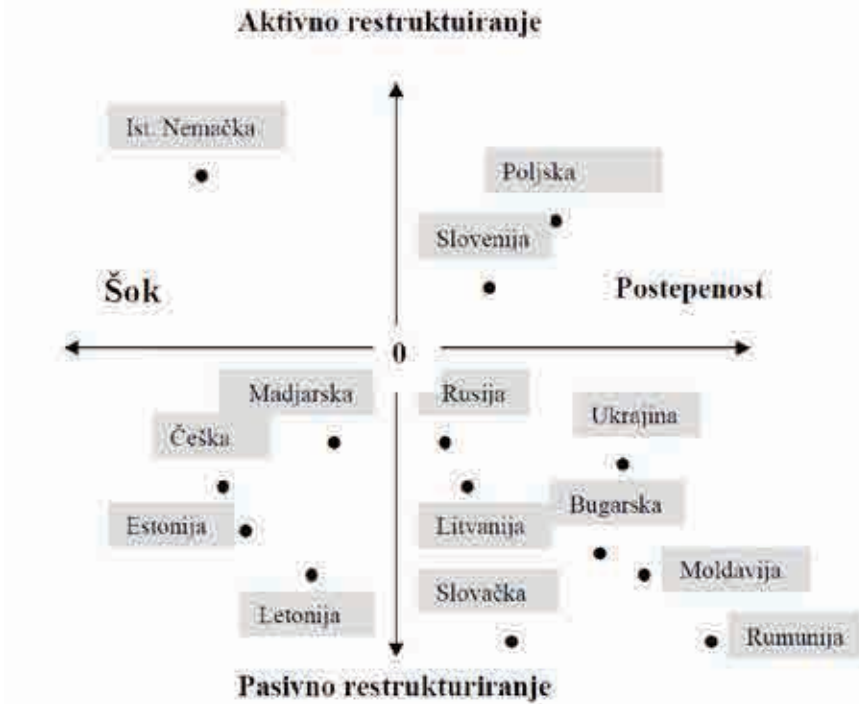 Aktivno restruktuiranje
Ist. Nemačka
Poljska
Slovenija
Šok
Postepenost
0
Madjarska
Rusija
Ukrajina
Češka
Bugarska
Estonija
Litvanija
Moldavija
Slovačka
Letonija
Rumunija
Pasivno restrukturiranje